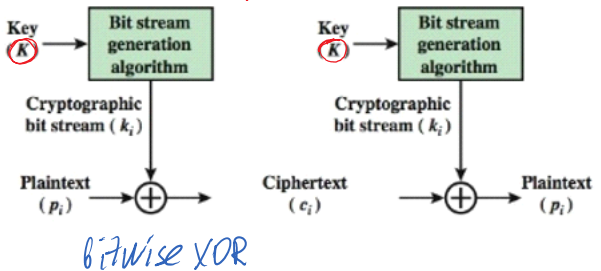 Key
(K)
Bit stream
generation
algorithm
Cryptographic
bit stream (kᵢ)
Plaintext
(pᵢ)
Key
(K)
Bit stream
generation
algorithm
Cryptographic
bit stream (kᵢ)
Ciphertext
(cᵢ)
Plaintext
(pᵢ)
bitwise XOR